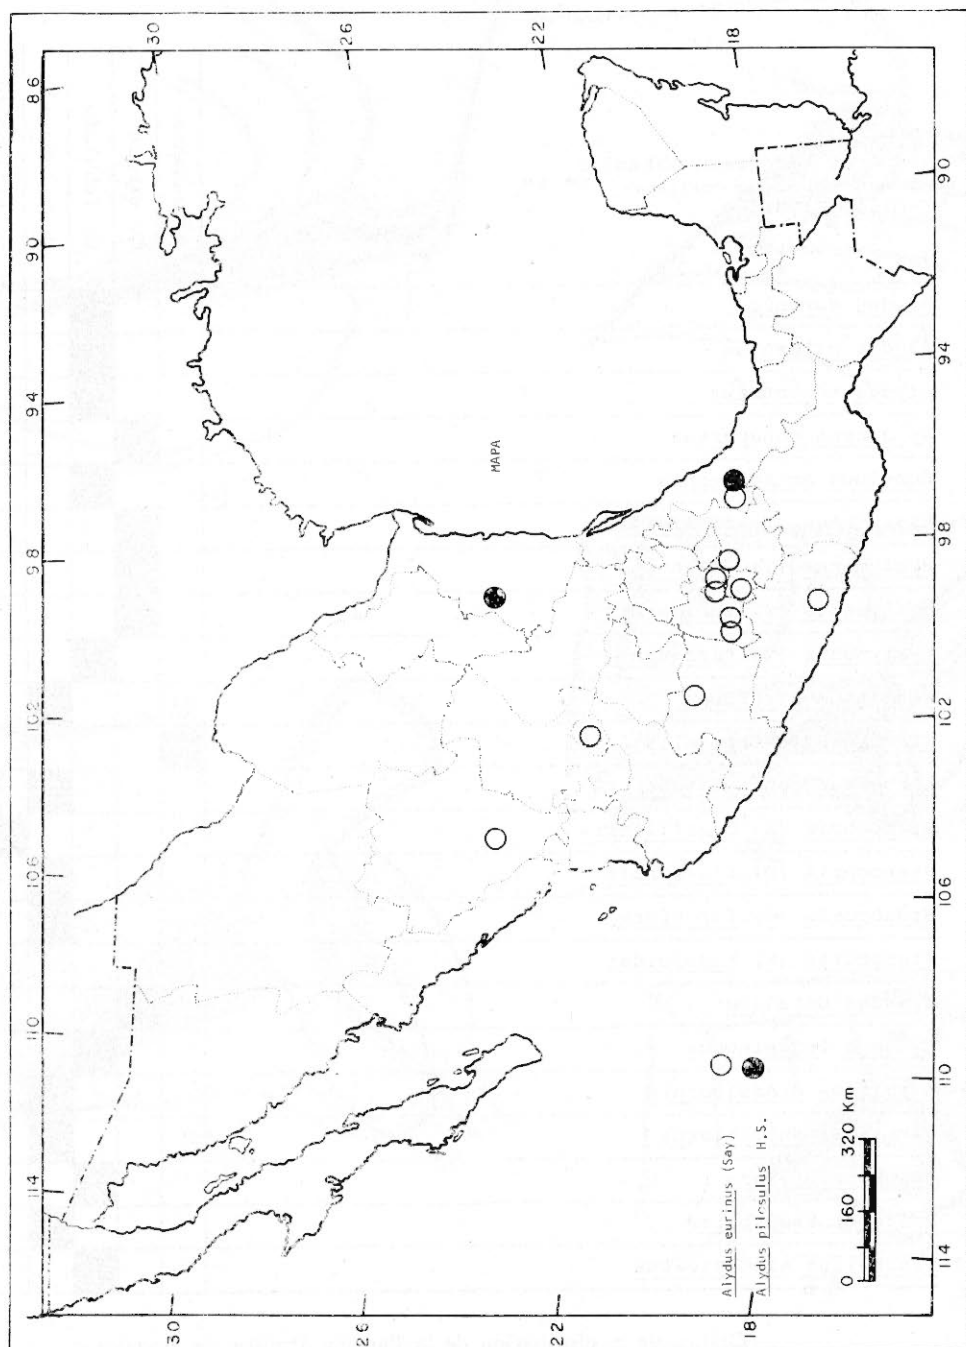 114 110 106 102 98 94 90 86
30 30
26 26
MAPA
22 22
Alydus eurinus (Say)
18 18
Alydus pilosulus H.S.
0 160 320 Km
114 110 106 102 98 94 90